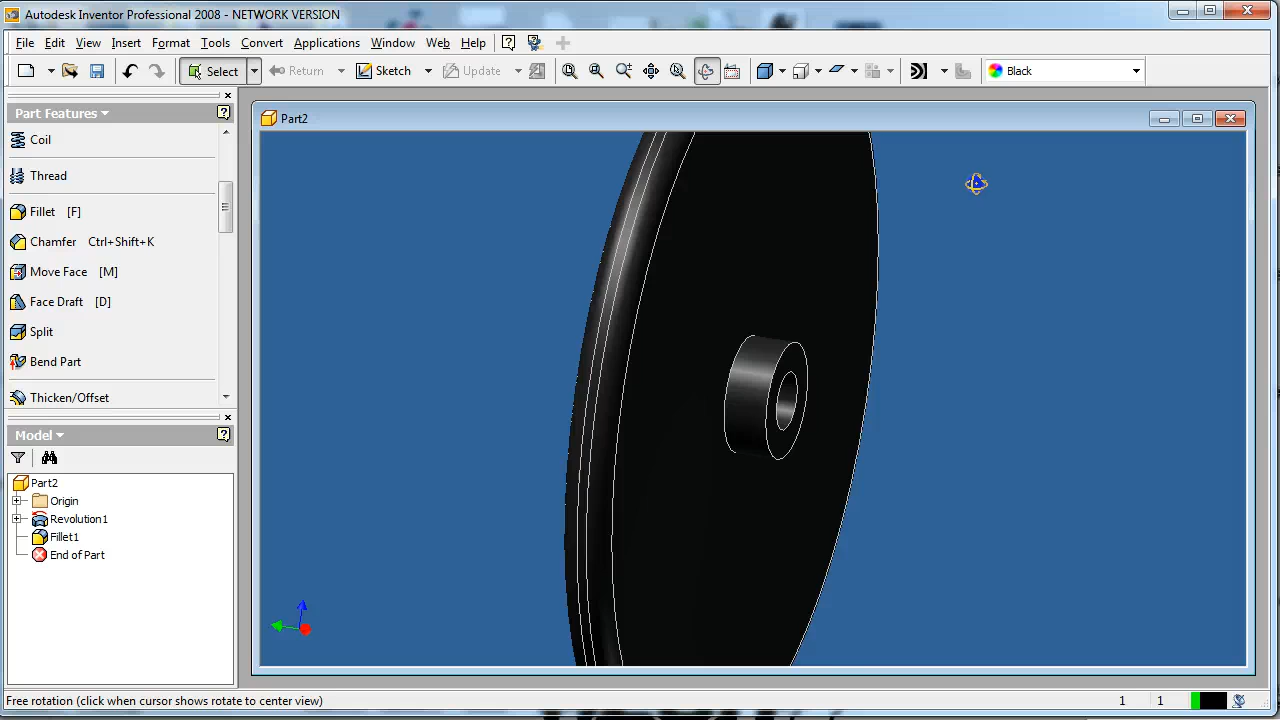 Autodesk Inventor Professional 2008 - NETWORK VERSION
File Edit View Insert Format Tools Convert Applications Window Web Help
Select Return Sketch Update Black
Part Features
Part2
Coil
Thread
Fillet [F]
Chamfer Ctrl+Shift+K
Move Face [M]
Face Draft [D]
Split
Bend Part
Thicken/Offset
Model
Part2
Origin
Revolution1
Fillet1
End of Part
Free rotation (click when cursor shows rotate to center view) 1 1